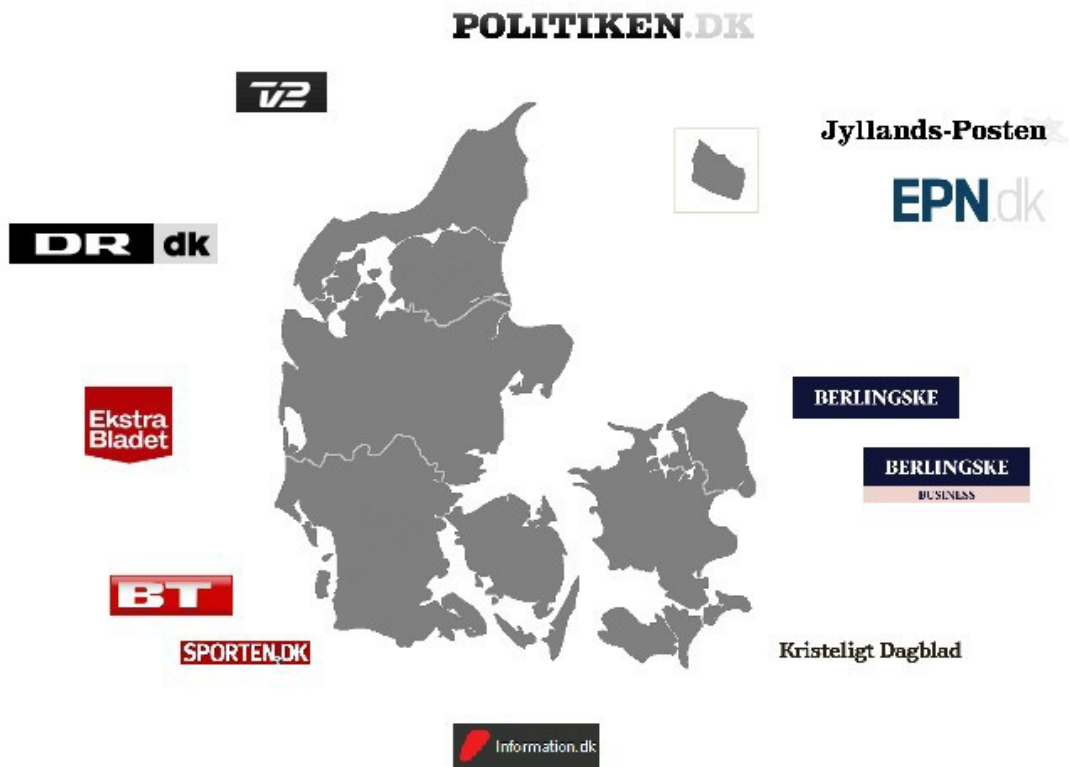 POLITIKEN.DK
TV2
Jyllands-Posten
EPN.dk
DR dk
Ekstra
Bladet
BERLINGSKE
BERLINGSKE
BUSINESS
BT
SPORTEN.DK
Kristeligt Dagblad
Information.dk